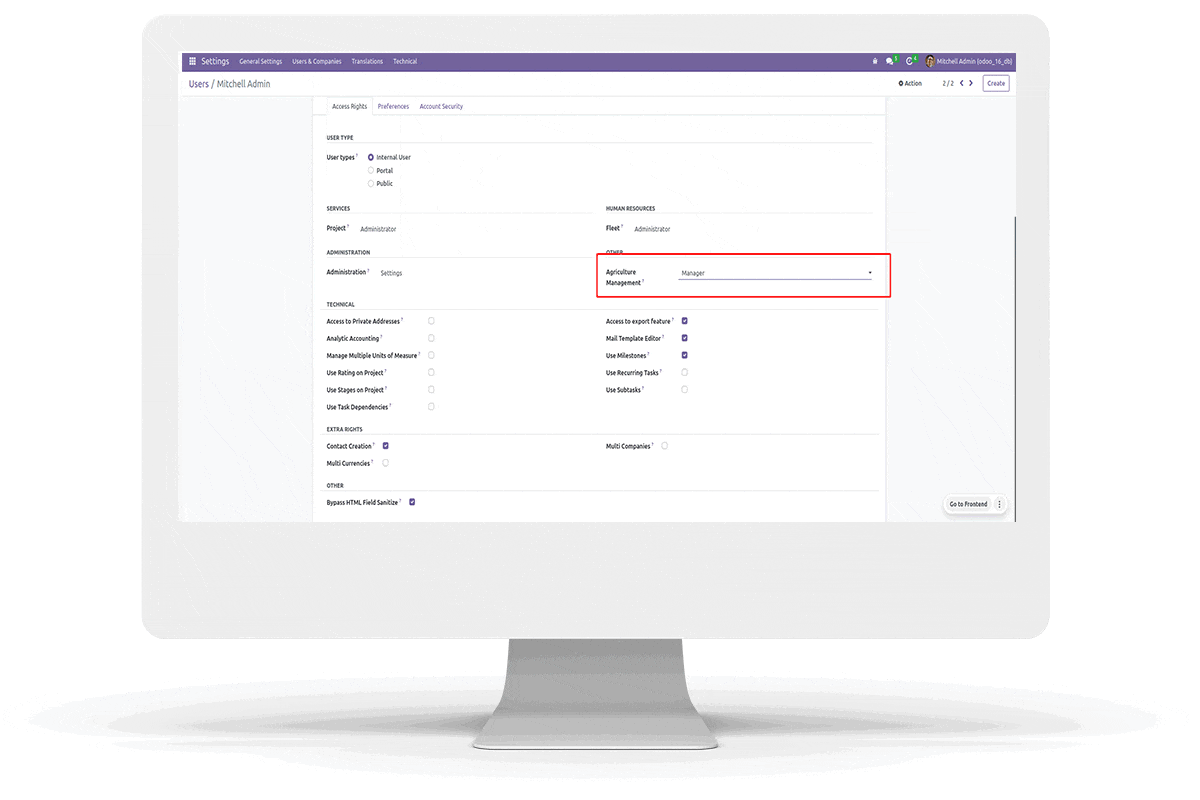 Settings General Settings Users & Companies Translations Technical 5 4 Mitchell Admin (odoo_16_db)
Users / Mitchell Admin Action 2 / 2 Create
Access Rights Preferences Account Security
USER TYPE
User types ? Internal User
Portal
Public
SERVICES HUMAN RESOURCES
Project ? Administrator Fleet ? Administrator
ADMINISTRATION OTHER
Administration ? Settings Agriculture Management ? Manager
TECHNICAL
Access to Private Addresses ? Access to export feature ?
Analytic Accounting ? Mail Template Editor ?
Manage Multiple Units of Measure ? Use Milestones ?
Use Rating on Project ? Use Recurring Tasks ?
Use Stages on Project ? Use Subtasks ?
Use Task Dependencies ?
EXTRA RIGHTS
Contact Creation ? Multi Companies ?
Multi Currencies ?
OTHER
Bypass HTML Field Sanitize ?
Go to Frontend